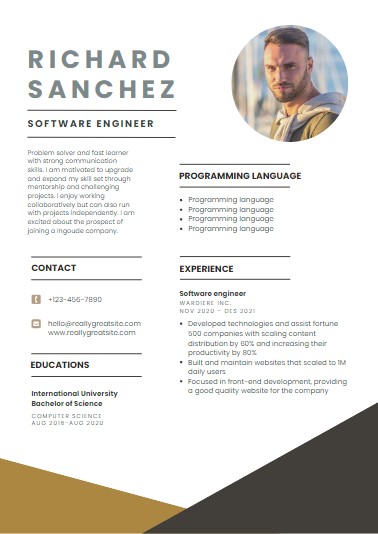 RICHARD
SANCHEZ
SOFTWARE ENGINEER
Problem solver and fast learner
with strong communication
skills. I am motivated to upgrade
and expand my skill set through
mentorship and challenging
projects. I enjoy working
collaboratively but can also run
with projects independently. I am
excited about the prospect of
joining a ingoude company.
CONTACT
+123-456-7890
hello@reallygreatsite.com
www.reallygreatsite.com
EDUCATIONS
International University
Bachelor of Science
COMPUTER SCIENCE
AUG 2016-AUG 2020
PROGRAMMING LANGUAGE
• Programming language
• Programming language
• Programming language
• Programming language
EXPERIENCE
Software engineer
WARDIERE INC.
NOV 2020 – DES 2021
• Developed technologies and assist fortune
500 companies with scaling content
distribution by 60% and increasing their
productivity by 80%
• Built and maintain websites that scaled to 1M
daily users
• Focused in front-end development, providing
a good quality website for the company